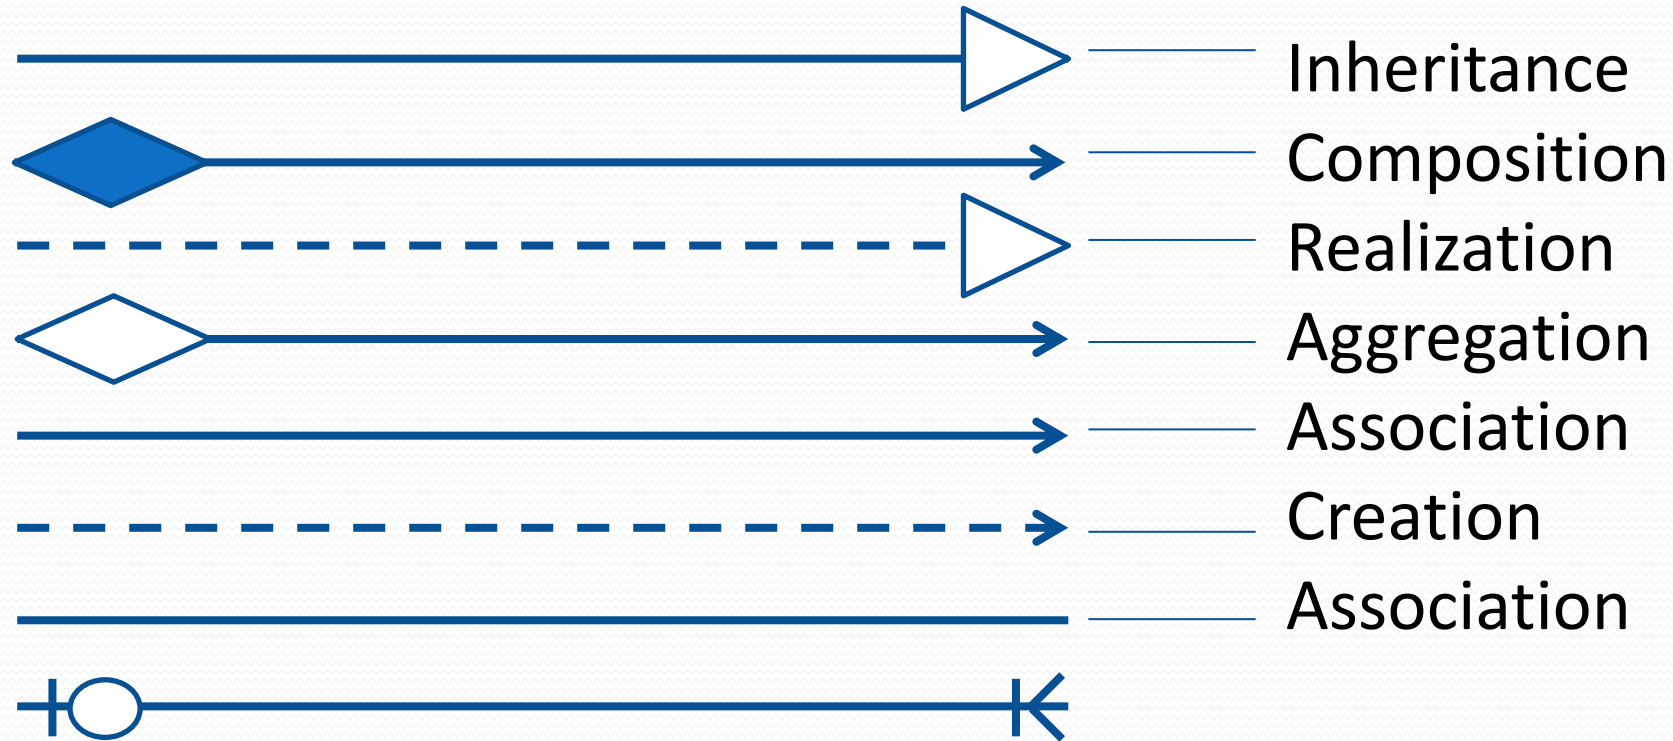 Inheritance
Composition
Realization
Aggregation
Association
Creation
Association